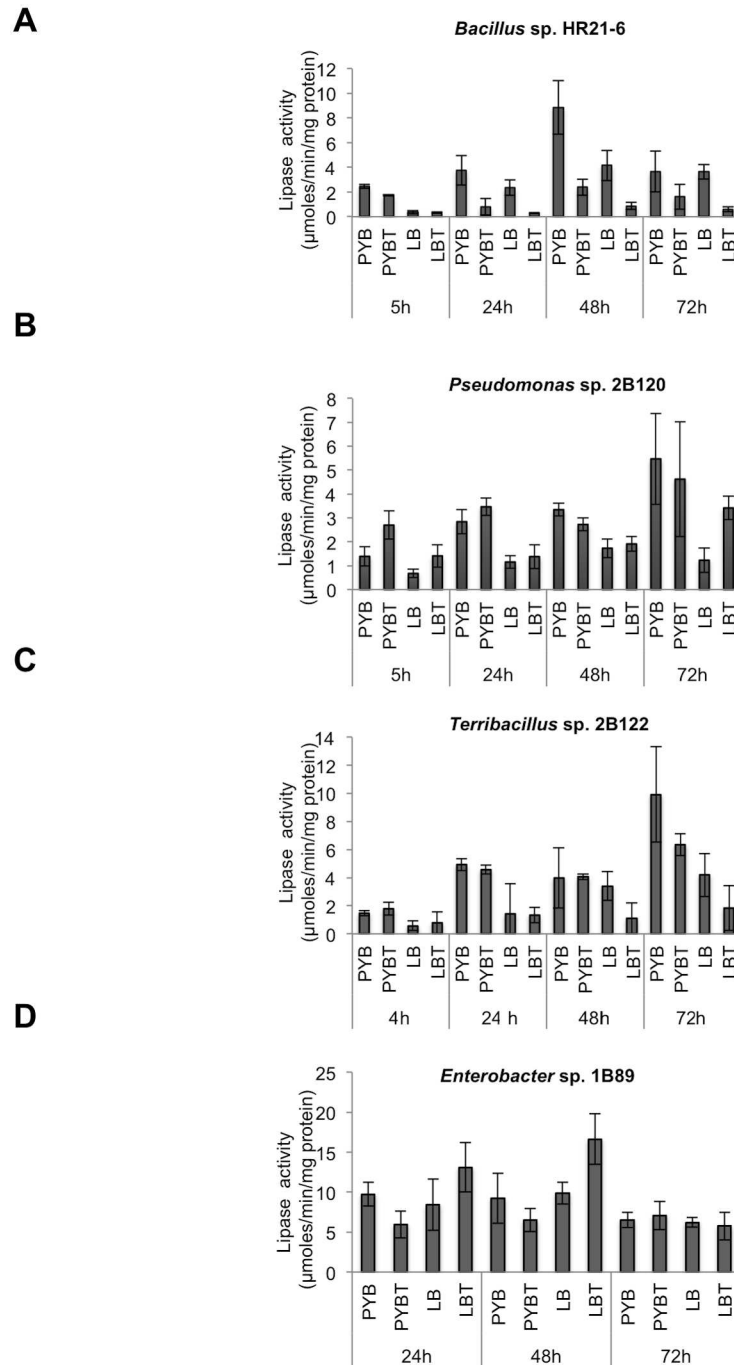 A
Bacillus sp. HR21-6
Lipase activity
(µmoles/min/mg protein)
12
10
8
6
4
2
0
PYB PYBT LB LBT PYB PYBT LB LBT PYB PYBT LB LBT PYB PYBT LB LBT
5h 24h 48h 72h
B
Pseudomonas sp. 2B120
Lipase activity
(µmoles/min/mg protein)
8
7
6
5
4
3
2
1
0
PYB PYBT LB LBT PYB PYBT LB LBT PYB PYBT LB LBT PYB PYBT LB LBT
5h 24h 48h 72h
C
Terribacillus sp. 2B122
Lipase activity
(µmoles/min/mg protein)
14
12
10
8
6
4
2
0
PYB PYBT LB LBT PYB PYBT LB LBT PYB PYBT LB LBT PYB PYBT LB LBT
4h 24 h 48h 72h
D
Enterobacter sp. 1B89
Lipase activity
(µmoles/min/mg protein)
25
20
15
10
5
0
PYB PYBT LB LBT PYB PYBT LB LBT PYB PYBT LB LBT
24h 48h 72h